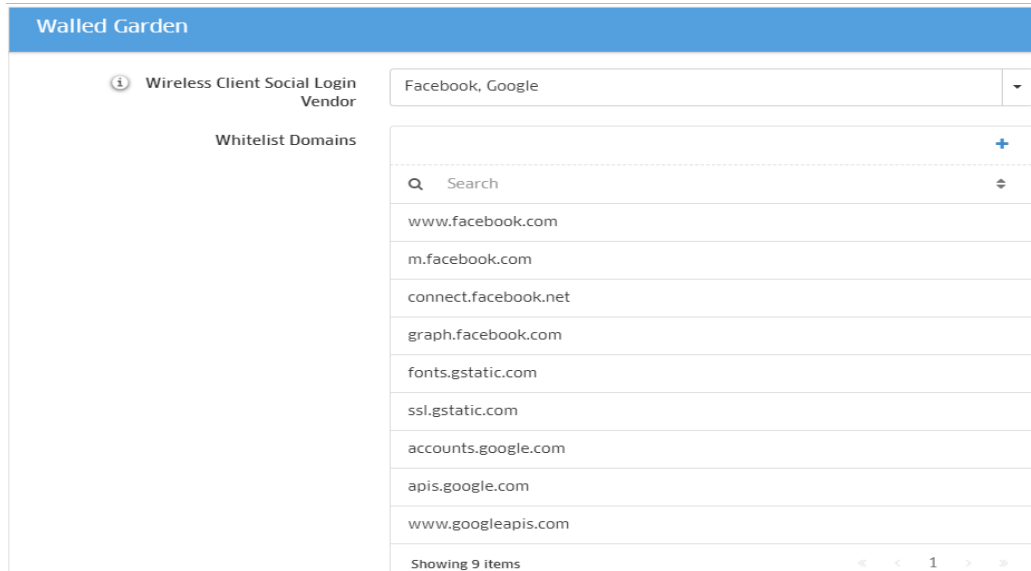 Walled Garden
Wireless Client Social Login
Vendor
Facebook, Google
Whitelist Domains
+
Search
www.facebook.com
m.facebook.com
connect.facebook.net
graph.facebook.com
fonts.gstatic.com
ssl.gstatic.com
accounts.google.com
apis.google.com
www.googleapis.com
Showing 9 items
« < 1 > »